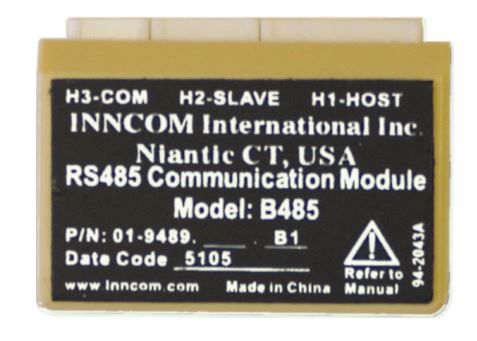 H3-COM H2-SLAVE H1-HOST
INNCOM International Inc.
Niantic CT, USA
RS485 Communication Module
Model: B485
P/N: 01-9489.___ . B1
Date Code 5105
www.Inncom.com Made in China
Refer to
Manual
94-2043A